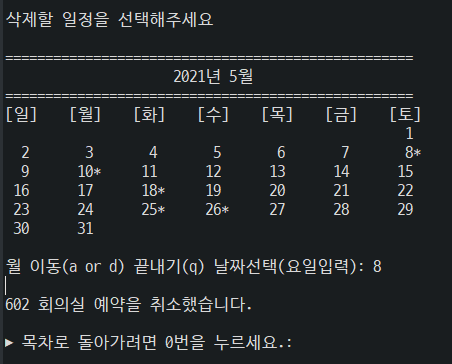 삭제할 일정을 선택해주세요
===================================================
2021년 5월
===================================================
[일] [월] [화] [수] [목] [금] [토]
1
2 3 4 5 6 7 8*
9 10* 11 12 13 14 15
16 17 18* 19 20 21 22
23 24 25* 26* 27 28 29
30 31
월 이동(a or d) 끝내기(q) 날짜선택(요일입력): 8
602 회의실 예약을 취소했습니다.
▶ 목차로 돌아가려면 0번을 누르세요.: